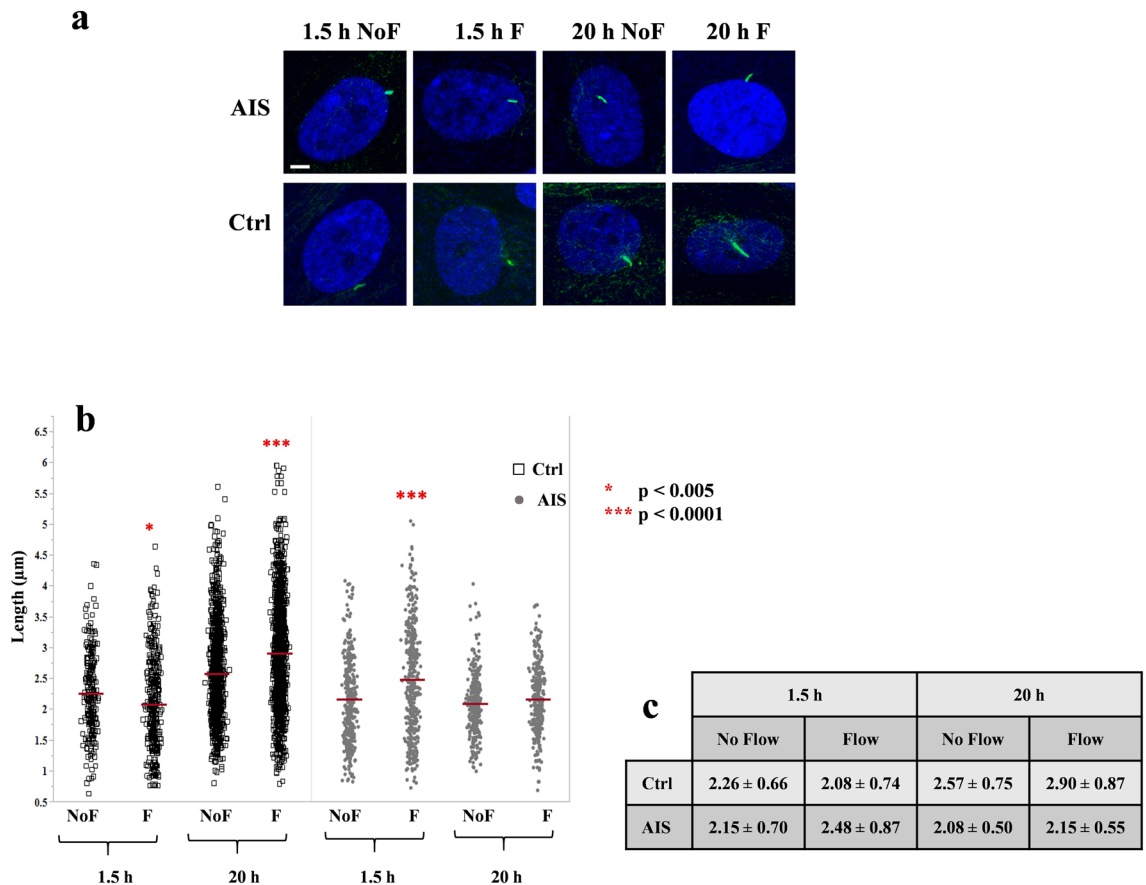 a
1.5 h NoF 1.5 h F 20 h NoF 20 h F
AIS
Ctrl
b
Length (μm)
6.5
6
5.5
5
4.5
4
3.5
3
2.5
2
1.5
1
0.5
* *** ***
□ Ctrl
● AIS
* p < 0.005
*** p < 0.0001
NoF F NoF F NoF F NoF F
1.5 h 20 h 1.5 h 20 h
c
1.5 h 20 h
No Flow Flow No Flow Flow
Ctrl 2.26 ± 0.66 2.08 ± 0.74 2.57 ± 0.75 2.90 ± 0.87
AIS 2.15 ± 0.70 2.48 ± 0.87 2.08 ± 0.50 2.15 ± 0.55